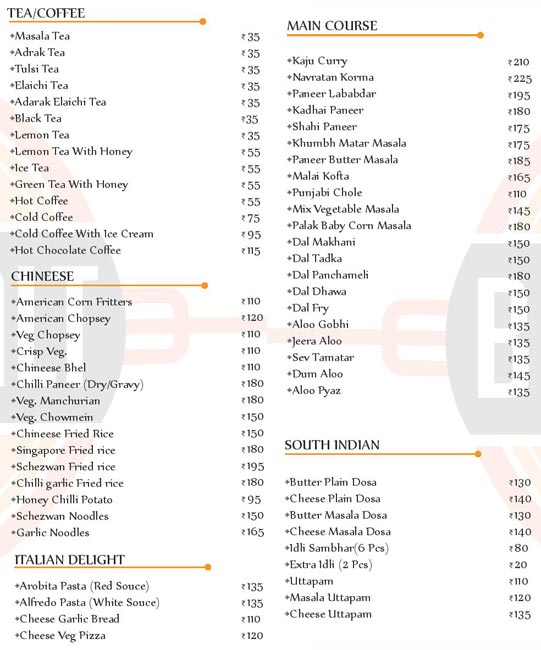 TEA/COFFEE
Masala Tea ₹35
Adrak Tea ₹35
Tulsi Tea ₹35
Elaichi Tea ₹35
Adarak Elaichi Tea ₹35
Black Tea ₹35
Lemon Tea ₹35
Lemon Tea With Honey ₹55
Ice Tea ₹55
Green Tea With Honey ₹55
Hot Coffee ₹55
Cold Coffee ₹75
Cold Coffee With Ice Cream ₹95
Hot Chocolate Coffee ₹115
CHINEESE
American Corn Fritters ₹110
American Chopsey ₹120
Veg Chopsey ₹110
Crisp Veg. ₹110
Chineese Bhel ₹110
Chilli Paneer (Dry/Gravy) ₹180
Veg. Manchurian ₹180
Veg. Chowmein ₹150
Chineese Fried Rice ₹150
Singapore Fried rice ₹180
Schezwan Fried rice ₹195
Chilli garlic Fried rice ₹180
Honey Chilli Potato ₹95
Schezwan Noodles ₹150
Garlic Noodles ₹165
ITALIAN DELIGHT
Arobita Pasta (Red Souce) ₹135
Alfredo Pasta (White Souce) ₹135
Cheese Garlic Bread ₹110
Cheese Veg Pizza ₹120
MAIN COURSE
Kaju Curry ₹210
Navratan Korma ₹225
Paneer Lababdar ₹195
Kadhai Paneer ₹180
Shahi Paneer ₹175
Khumbh Matar Masala ₹175
Paneer Butter Masala ₹185
Malai Kofta ₹165
Punjabi Chole ₹110
Mix Vegetable Masala ₹145
Palak Baby Corn Masala ₹180
Dal Makhani ₹150
Dal Tadka ₹150
Dal Panchameli ₹180
Dal Dhawa ₹150
Dal Fry ₹150
Aloo Gobhi ₹135
Jeera Aloo ₹135
Sev Tamatar ₹135
Dum Aloo ₹145
Aloo Pyaz ₹135
SOUTH INDIAN
Butter Plain Dosa ₹130
Cheese Plain Dosa ₹140
Butter Masala Dosa ₹130
Cheese Masala Dosa ₹140
Idli Sambhar(6 Pcs) ₹80
Extra Idli (2 Pcs) ₹20
Uttapam ₹110
Masala Uttapam ₹120
Cheese Uttapam ₹135